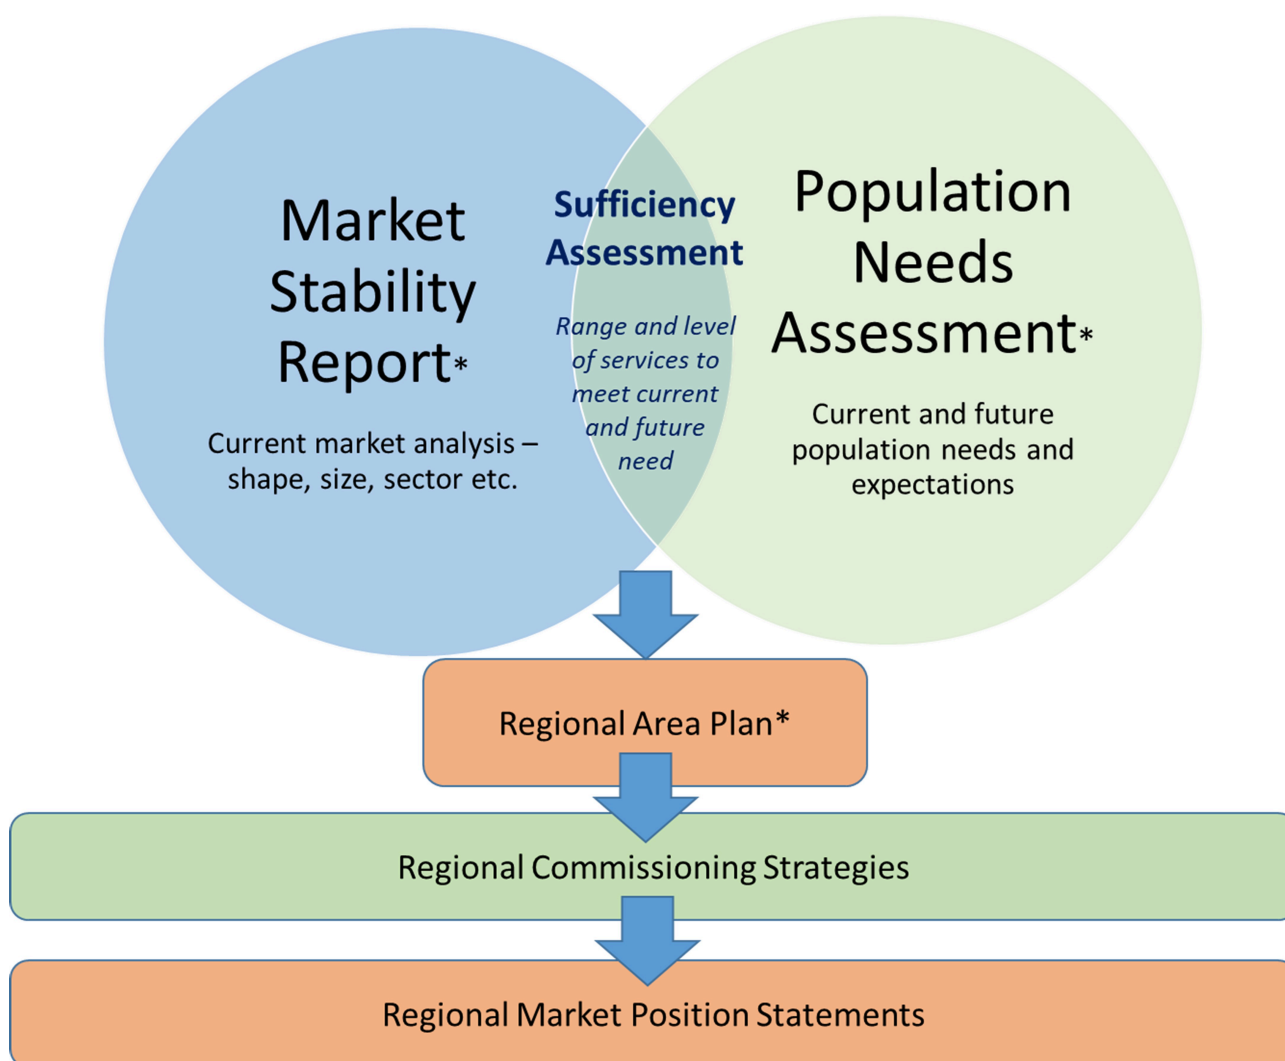 Market
Stability
Report*
Current market analysis –
shape, size, sector etc.
Sufficiency
Assessment
Range and level
of services to
meet current
and future
need
Population
Needs
Assessment*
Current and future
population needs and
expectations
Regional Area Plan*
Regional Commissioning Strategies
Regional Market Position Statements